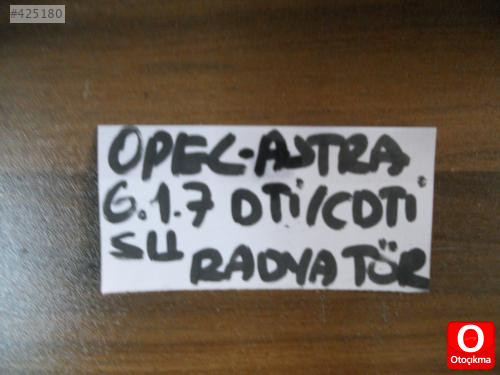 #425180
OPEL-ASTRA
G.1.7 DTi/CDTi
SU
RADYATÖR
O
Otoçıkma